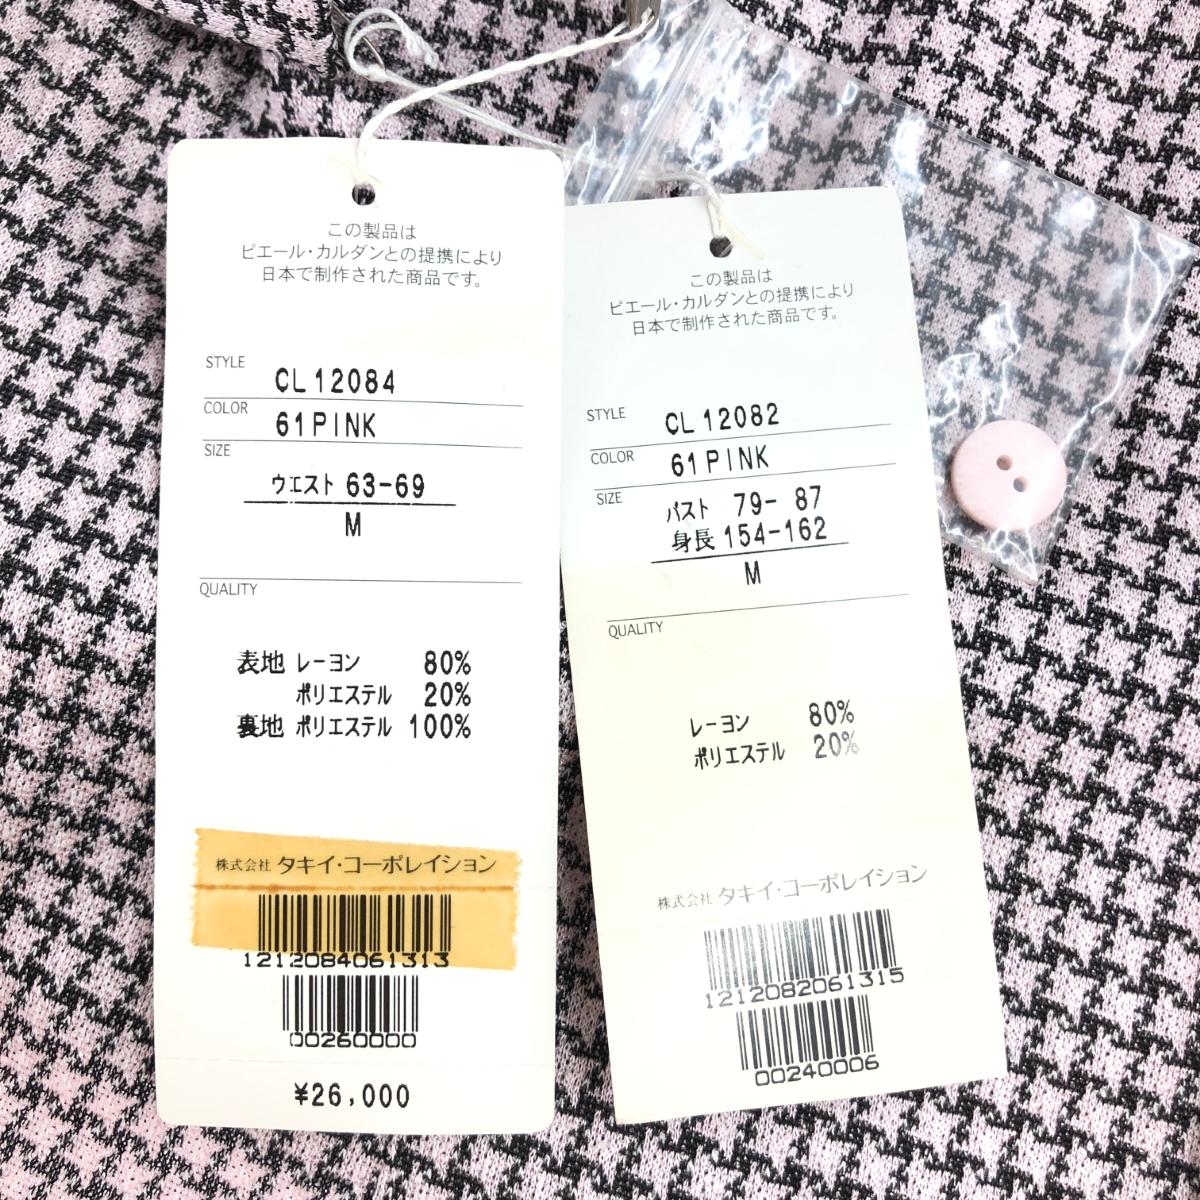 この製品は
ピエール・カルダンとの提携により
日本で制作された商品です。
STYLE CL12084
COLOR 61PINK
SIZE
ウエスト 63-69
M
QUALITY
表地 レーヨン 80%
ポリエステル 20%
裏地 ポリエステル 100%
株式会社 タキイ・コーポレイション
1212084061313
00260000
¥26,000
この製品は
ピエール・カルダンとの提携により
日本で制作された商品です。
STYLE CL12082
COLOR 61PINK
SIZE
バスト 79- 87
身長 154-162
M
QUALITY
レーヨン 80%
ポリエステル 20%
株式会社 タキイ・コーポレイション
1212082061315
00240006